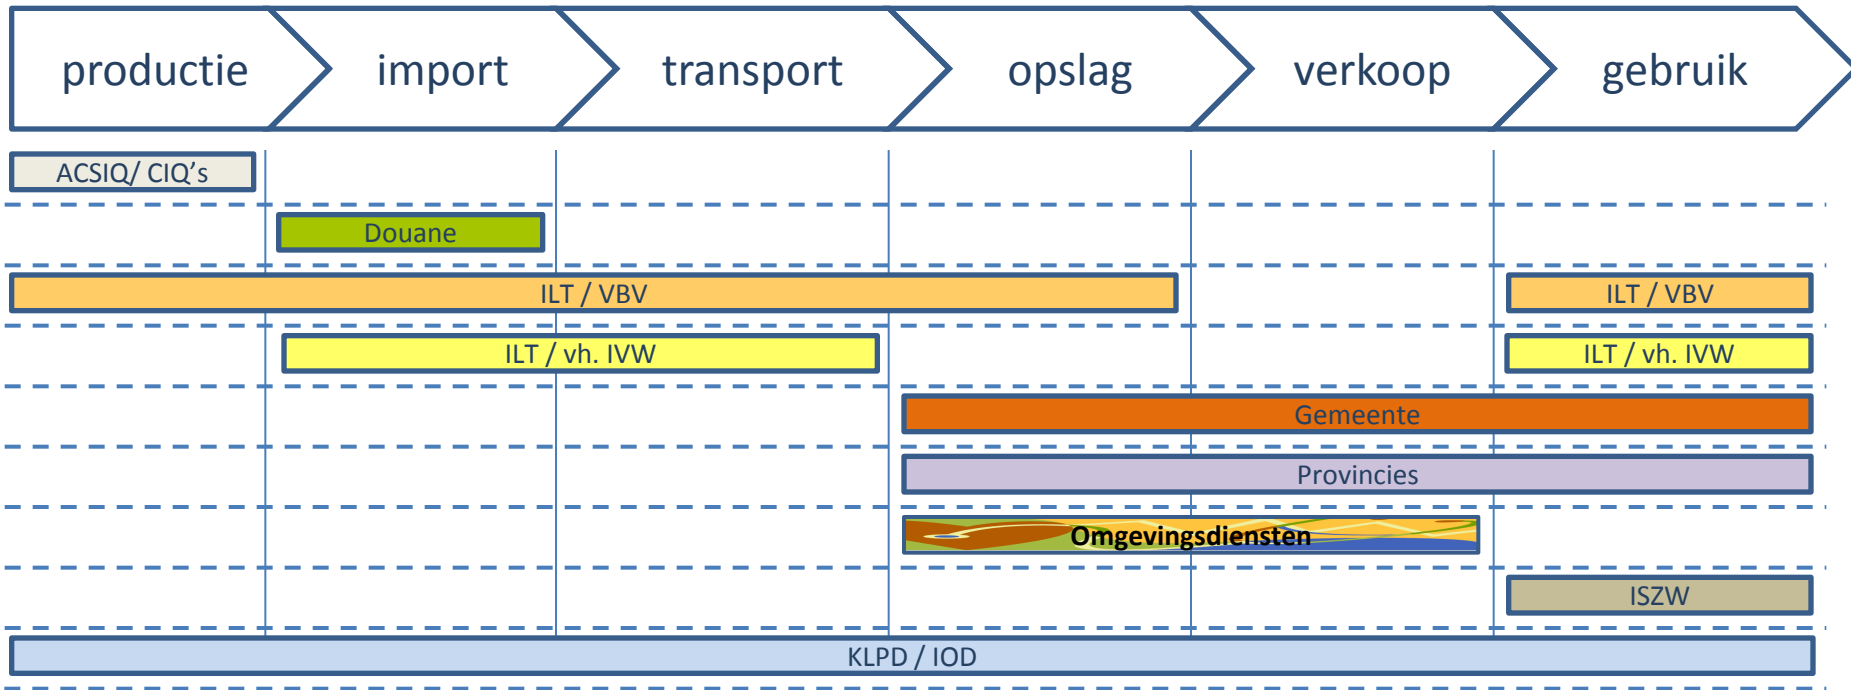 productie import transport opslag verkoop gebruik
ACSIQ/ CIQ’s
Douane
ILT / VBV ILT / VBV
ILT / vh. IVW ILT / vh. IVW
Gemeente
Provincies
Omgevingsdiensten
ISZW
KLPD / IOD